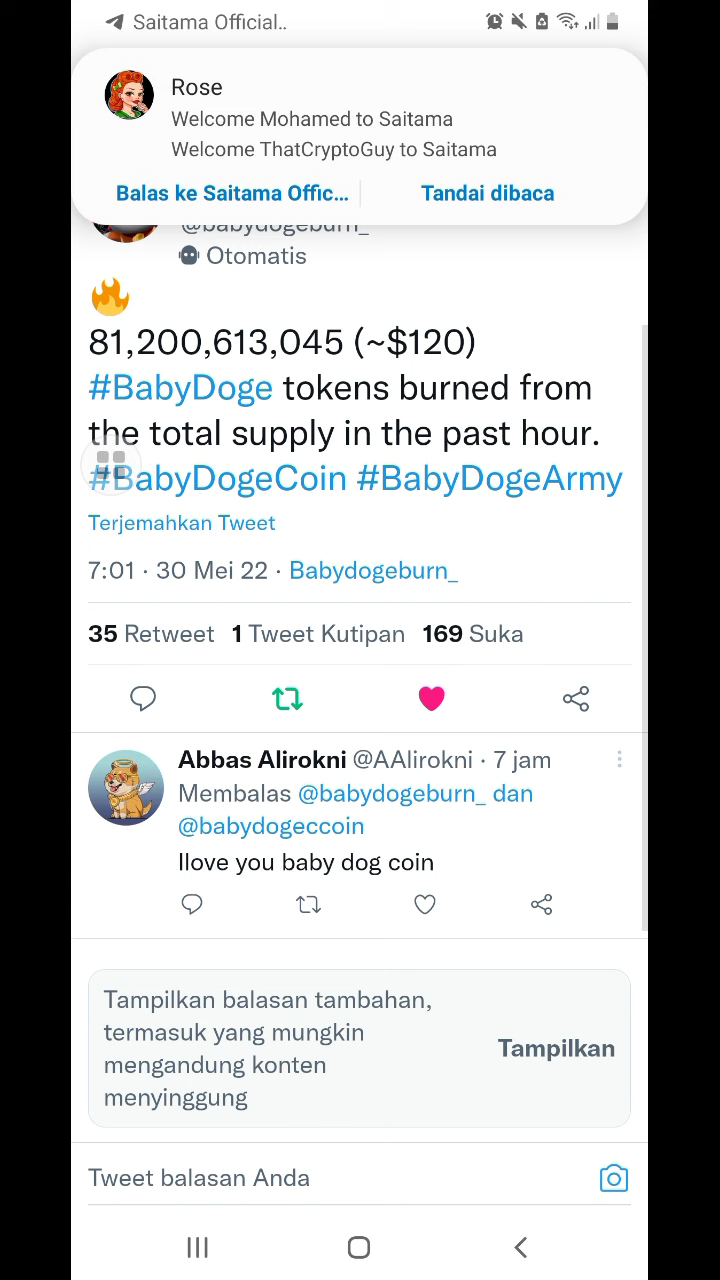 Saitama Official..
Rose
Welcome Mohamed to Saitama
Welcome ThatCryptoGuy to Saitama
Balas ke Saitama Offic... Tandai dibaca
@babydogeburn_
Otomatis
81,200,613,045 (~$120)
#BabyDoge tokens burned from
the total supply in the past hour.
#BabyDogeCoin #BabyDogeArmy
Terjemahkan Tweet
7:01 · 30 Mei 22 · Babydogeburn_
35 Retweet 1 Tweet Kutipan 169 Suka
Abbas Alirokni @AAlirokni · 7 jam
Membalas @babydogeburn_ dan
@babydogeccoin
Ilove you baby dog coin
Tampilkan balasan tambahan,
termasuk yang mungkin
mengandung konten
menyinggung
Tampilkan
Tweet balasan Anda